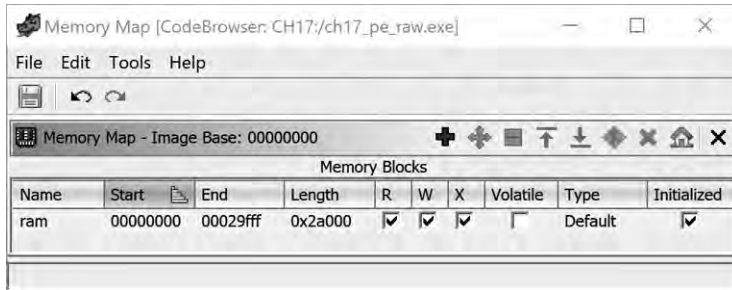 Memory Map [CodeBrowser: CH17:/ch17_pe_raw.exe]
File Edit Tools Help
Memory Map - Image Base: 00000000
Memory Blocks
Name Start End Length R W X Volatile Type Initialized
ram 00000000 00029fff 0x2a000 Default